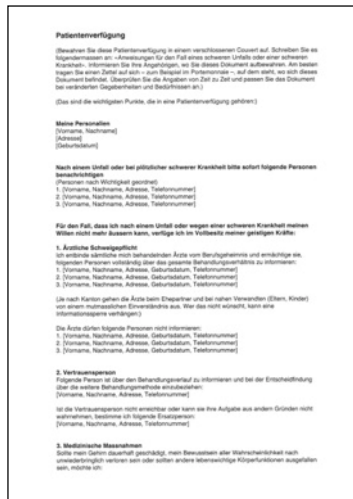 Patientenverfügung
(Bewahren Sie diese Patientenverfügung in einem verschlossenen Couvert auf. Schreiben Sie es
folgendermassen an: «Anweisungen für den Fall eines schweren Unfalls oder einer schweren
Krankheit». Informieren Sie Ihre Angehörigen, wo Sie dieses Dokument aufbewahren. Am besten
tragen Sie einen Zettel auf sich – zum Beispiel im Portemonnaie –, auf dem steht, wo sich dieses
Dokument befindet. Überprüfen Sie die Angaben von Zeit zu Zeit und passen Sie das Dokument
bei veränderten Gegebenheiten und Bedürfnissen an.)
(Das sind die wichtigsten Punkte, die in eine Patientenverfügung gehören:)
Meine Personalien
[Vorname, Nachname]
[Adresse]
[Geburtsdatum]
Nach einem Unfall oder bei plötzlicher schwerer Krankheit bitte sofort folgende Personen
benachrichtigen
(Personen nach Wichtigkeit geordnet)
1. [Vorname, Nachname, Adresse, Telefonnummer]
2. [Vorname, Nachname, Adresse, Telefonnummer]
3. [Vorname, Nachname, Adresse, Telefonnummer]
Für den Fall, dass ich nach einem Unfall oder wegen einer schweren Krankheit meinen
Willen nicht mehr äussern kann, verfüge ich im Vollbesitz meiner geistigen Kräfte:
1. Ärztliche Schweigepflicht
Ich entbinde sämtliche mich behandelnden Ärzte vom Berufsgeheimnis und ermächtige sie,
folgenden Personen vollständig über das gesamte Behandlungsverhältnis zu informieren:
1. [Vorname, Nachname, Adresse, Geburtsdatum, Telefonnummer]
2. [Vorname, Nachname, Adresse, Geburtsdatum, Telefonnummer]
3. [Vorname, Nachname, Adresse, Geburtsdatum, Telefonnummer]
(Je nach Kanton gehen die Ärzte beim Ehepartner und bei nahen Verwandten (Eltern, Kinder)
von einem mutmasslichen Einverständnis aus. Wer das nicht wünscht, kann eine
Informationssperre verhängen:)
Die Ärzte dürfen folgende Personen nicht informieren:
1. [Vorname, Nachname, Adresse, Geburtsdatum, Telefonnummer]
2. [Vorname, Nachname, Adresse, Geburtsdatum, Telefonnummer]
3. [Vorname, Nachname, Adresse, Geburtsdatum, Telefonnummer]
2. Vertrauensperson
Folgende Person ist über den Behandlungsverlauf zu informieren und bei der Entscheidfindung
über die weitere Behandlungsmethode einzubeziehen:
[Vorname, Nachname, Adresse, Telefonnummer]
Ist die Vertrauensperson nicht erreichbar oder kann sie ihre Aufgabe aus andern Gründen nicht
wahrnehmen, bestimme ich folgende Ersatzperson:
[Vorname, Nachname, Adresse, Telefonnummer]
3. Medizinische Massnahmen
Sollte mein Gehirn dauerhaft geschädigt, mein Bewusstsein aller Wahrscheinlichkeit nach
unwiederbringlich verloren sein oder sollten andere lebenswichtige Körperfunktionen ausgefallen
sein, möchte ich: